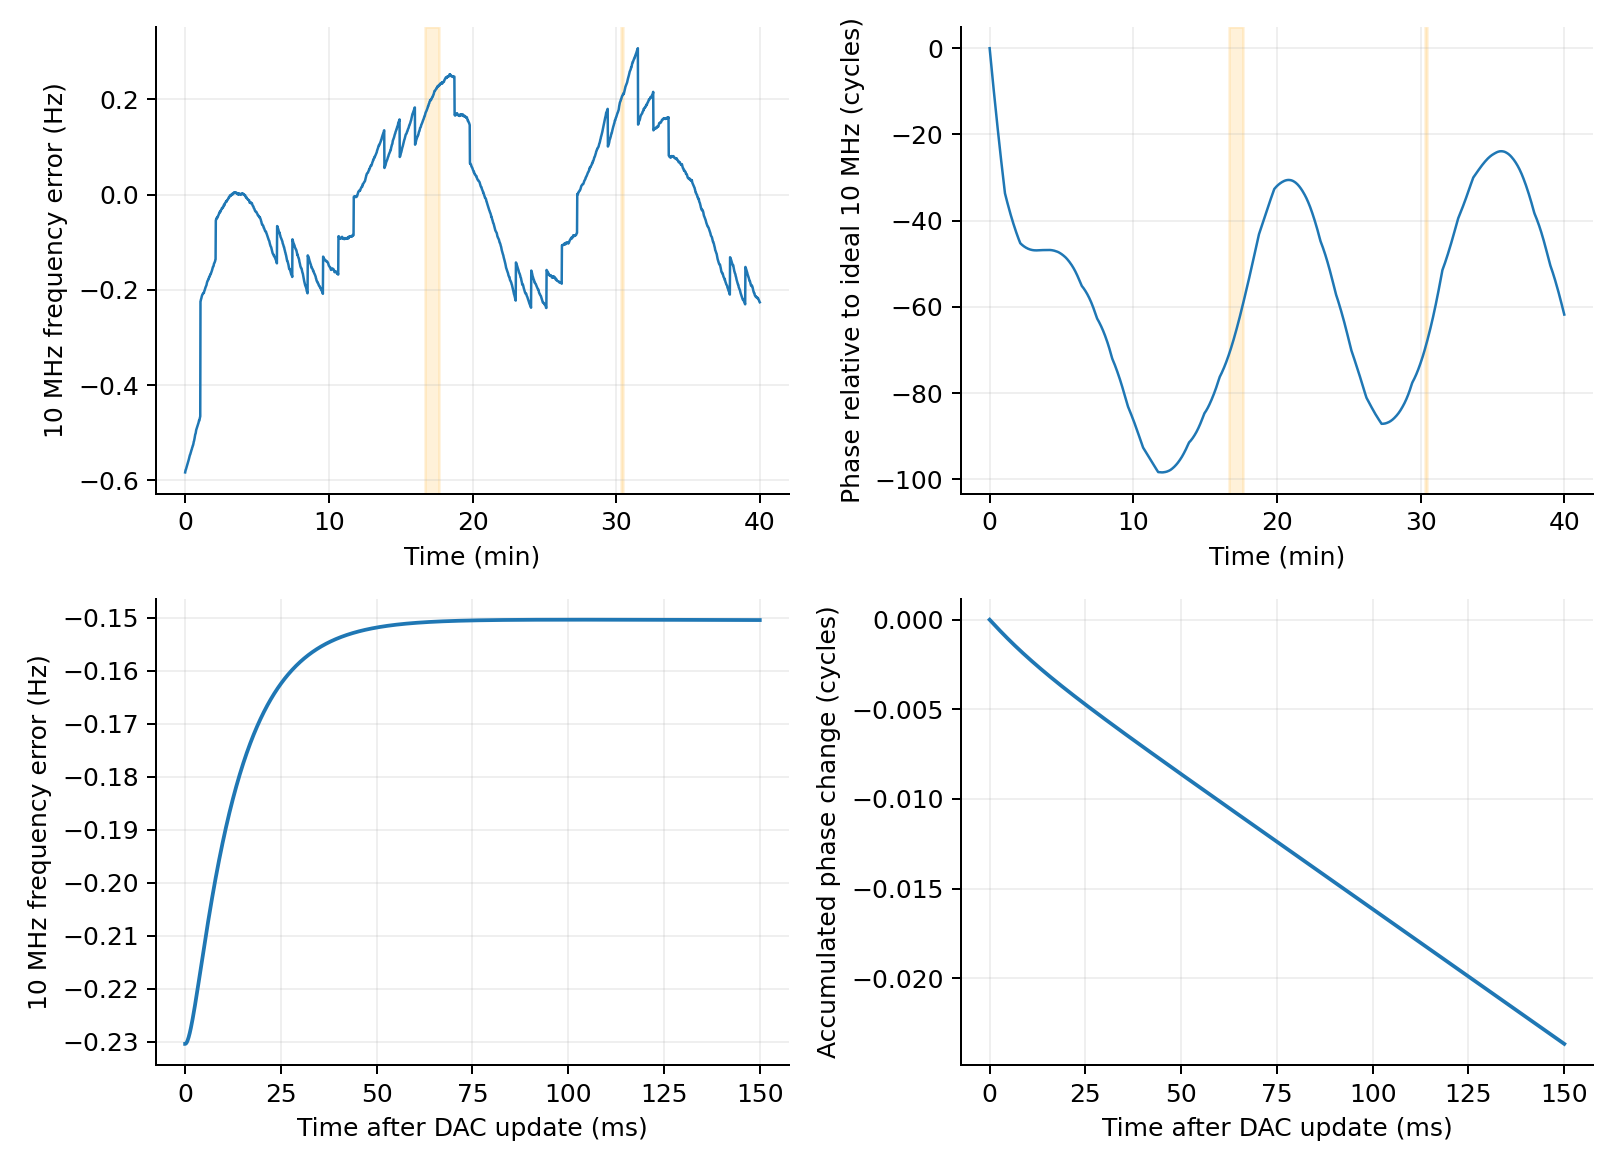 10 MHz frequency error (Hz)
0.2
0.0
−0.2
−0.4
−0.6
0 10 20 30 40
Time (min)
Phase relative to ideal 10 MHz (cycles)
0
−20
−40
−60
−80
−100
0 10 20 30 40
Time (min)
10 MHz frequency error (Hz)
−0.15
−0.16
−0.17
−0.18
−0.19
−0.20
−0.21
−0.22
−0.23
0 25 50 75 100 125 150
Time after DAC update (ms)
Accumulated phase change (cycles)
0.000
−0.005
−0.010
−0.015
−0.020
0 25 50 75 100 125 150
Time after DAC update (ms)